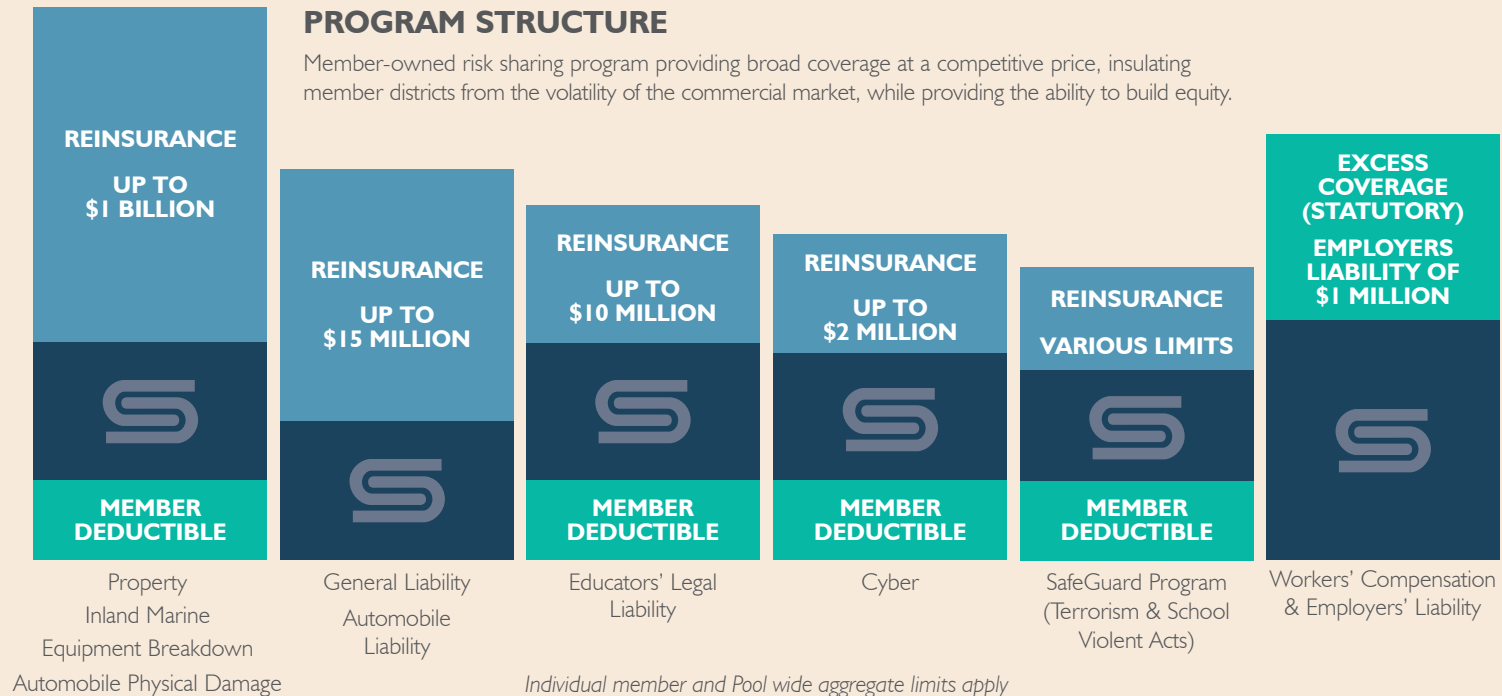 PROGRAM STRUCTURE
Member-owned risk sharing program providing broad coverage at a competitive price, insulating
member districts from the volatility of the commercial market, while providing the ability to build equity.
REINSURANCE
UP TO
$1 BILLION
MEMBER
DEDUCTIBLE
Property
Inland Marine
Equipment Breakdown
Automobile Physical Damage
REINSURANCE
UP TO
$15 MILLION
General Liability
Automobile
Liability
REINSURANCE
UP TO
$10 MILLION
MEMBER
DEDUCTIBLE
Educators’ Legal
Liability
REINSURANCE
UP TO
$2 MILLION
MEMBER
DEDUCTIBLE
Cyber
REINSURANCE
VARIOUS LIMITS
MEMBER
DEDUCTIBLE
SafeGuard Program
(Terrorism & School
Violent Acts)
EXCESS
COVERAGE
(STATUTORY)
EMPLOYERS
LIABILITY OF
$1 MILLION
Workers’ Compensation
& Employers’ Liability
Individual member and Pool wide aggregate limits apply